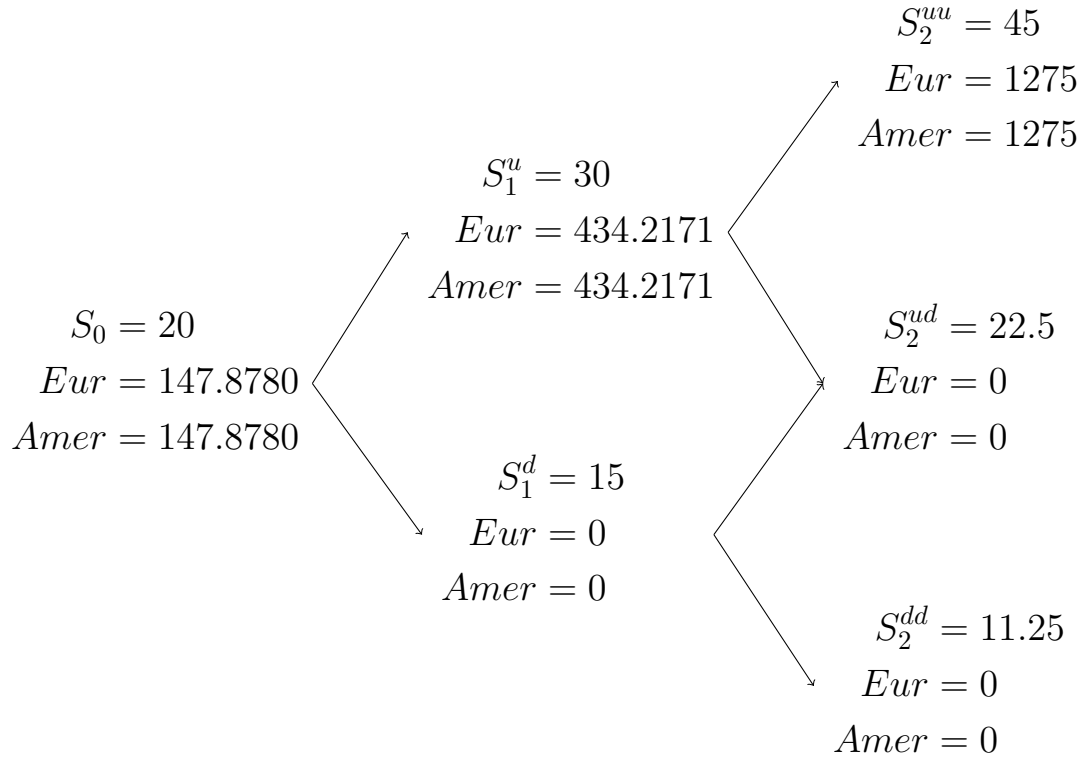 S_0 = 20
Eur = 147.8780
Amer = 147.8780
S_1^u = 30
Eur = 434.2171
Amer = 434.2171
S_1^d = 15
Eur = 0
Amer = 0
S_2^{uu} = 45
Eur = 1275
Amer = 1275
S_2^{ud} = 22.5
Eur = 0
Amer = 0
S_2^{dd} = 11.25
Eur = 0
Amer = 0